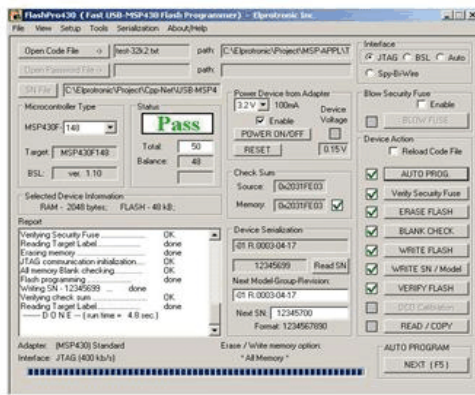 FlashPro430 ( Fast USB-MSP430 Flash Programmer) - Elprotronic Inc.
File View Setup Tools Serialization About/Help
Open Code File -> test-32k2.txt path: C:\Elprotronic\Project\MSP-APPL\T
Open Password File -> path:
SN File C:\Elprotronic\Project\Cpp-Net\USB-MSP4
Interface
JTAG BSL Auto
Spy-Bi-Wire
Microcontroller Type
MSP430F- 148
Target: MSP430F148
BSL: ver. 1.10
Status
Pass
Total: 50
Balance: 48
Power Device from Adapter
3.2 V 100mA
Device Voltage
Enable
POWER ON/OFF
RESET 0.15 V
Blow Security Fuse
Enable
BLOW FUSE
Check Sum
Source: 0x2031FE03
Memory: 0x2031FE03
Selected Device Information
RAM - 2048 bytes; FLASH - 48 kB;
Report
Verifying Security Fuse ........ OK
Reading Target Label........ done
Erasing memory ........ done
JTAG communication initialization.... OK
All memory Blank checking.... OK
Flash programming ........ done
Writing SN - 12345699 ... done
Verifying check sum ........ OK
Reading Target Label........ done
------ D O N E -- ( run time = 4.8 sec.)
Device Serialization
-01 R.0003-04-17
12345699 Read SN
Next Model-Group-Revision:
-01 R.0003-04-17
Next SN: 12345700
Format: 1234567890
Device Action
Reload Code File
AUTO PROG.
Verify Security Fuse
ERASE FLASH
BLANK CHECK
WRITE FLASH
WRITE SN / Model
VERIFY FLASH
DCO Calibration
READ / COPY
Adapter: (MSP430) Standard
Interface: JTAG (400 kb/s)
Erase / Write memory option:
" All Memory "
AUTO PROGRAM
NEXT ( F5 )